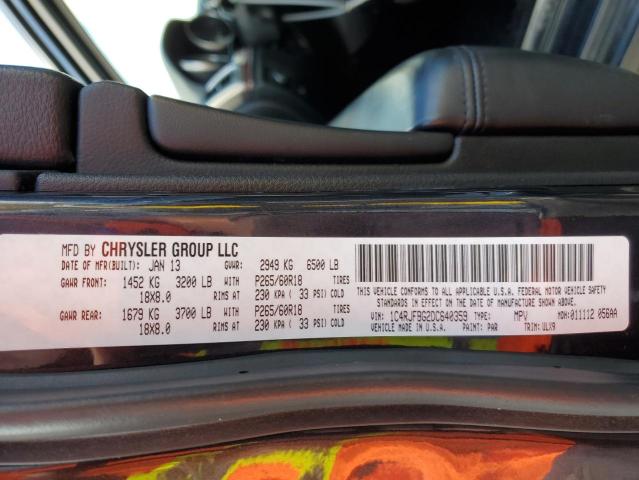 MFD BY CHRYSLER GROUP LLC
DATE OF MFR(BUILT): JAN 13 GVWR: 2949 KG 6500 LB
GAWR FRONT: 1452 KG 3200 LB WITH P265/60R18 TIRES
18X8.0 RIMS AT 230 KPA ( 33 PSI) COLD
GAWR REAR: 1679 KG 3700 LB WITH P265/60R18 TIRES
18X8.0 RIMS AT 230 KPA ( 33 PSI) COLD
THIS VEHICLE CONFORMS TO ALL APPLICABLE U.S.A. FEDERAL MOTOR VEHICLE SAFETY
STANDARDS IN EFFECT ON THE DATE OF MANUFACTURE SHOWN ABOVE.
VIN: 1C4RJFBG2DC640359 TYPE: MPV MDH:011112 056AA
VEHICLE MADE IN U.S.A. PAINT: PAR TRIM: VLX9